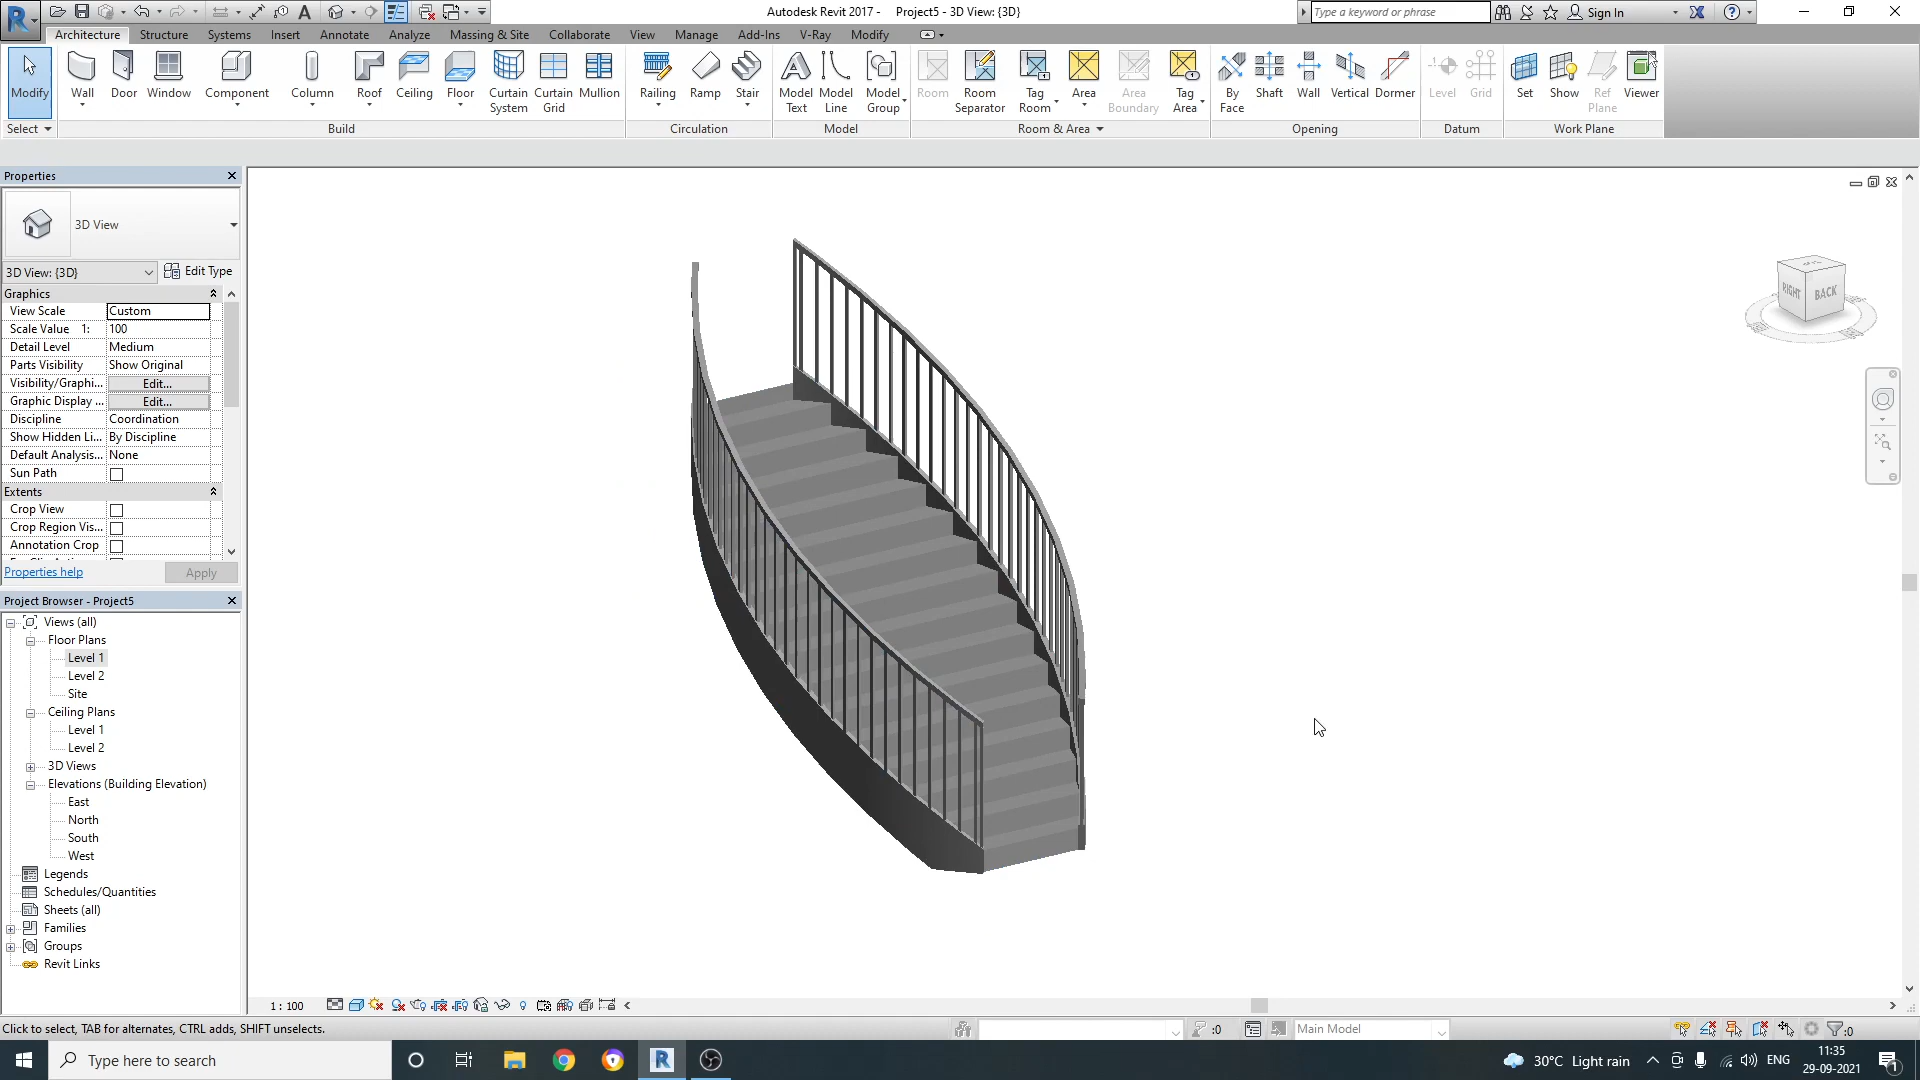 Autodesk Revit 2017 - Project5 - 3D View: {3D}
Type a keyword or phrase
Sign In
Architecture Structure Systems Insert Annotate Analyze Massing & Site Collaborate View Manage Add-Ins V-Ray Modify
Modify Wall Door Window Component Column Roof Ceiling Floor Curtain System Curtain Grid Mullion Railing Ramp Stair Model Text Model Line Model Group Room Room Separator Tag Room Area Area Boundary Tag Area By Face Shaft Wall Vertical Dormer Level Grid Set Show Ref Plane Viewer
Select Build Circulation Model Room & Area Opening Datum Work Plane
Properties
3D View
3D View: {3D} Edit Type
Graphics
View Scale Custom
Scale Value 1: 100
Detail Level Medium
Parts Visibility Show Original
Visibility/Graphi... Edit...
Graphic Display ... Edit...
Discipline Coordination
Show Hidden Li... By Discipline
Default Analysis... None
Sun Path
Extents
Crop View
Crop Region Vis...
Annotation Crop
Properties help Apply
RIGHT BACK
Project Browser - Project5
Views (all)
Floor Plans
Level 1
Level 2
Site
Ceiling Plans
Level 1
Level 2
3D Views
Elevations (Building Elevation)
East
North
South
West
Legends
Schedules/Quantities
Sheets (all)
Families
Groups
Revit Links
1 : 100
Click to select, TAB for alternates, CTRL adds, SHIFT unselects.
:0
Main Model
:0
Type here to search
30°C Light rain
ENG
11:35
29-09-2021
1